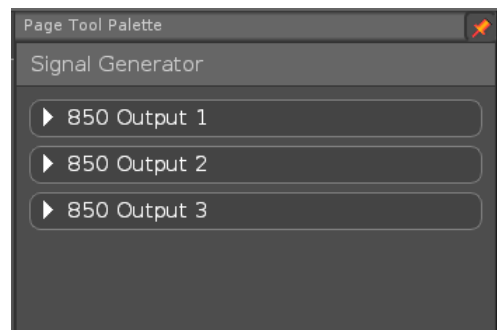 Page Tool Palette
Signal Generator
850 Output 1
850 Output 2
850 Output 3